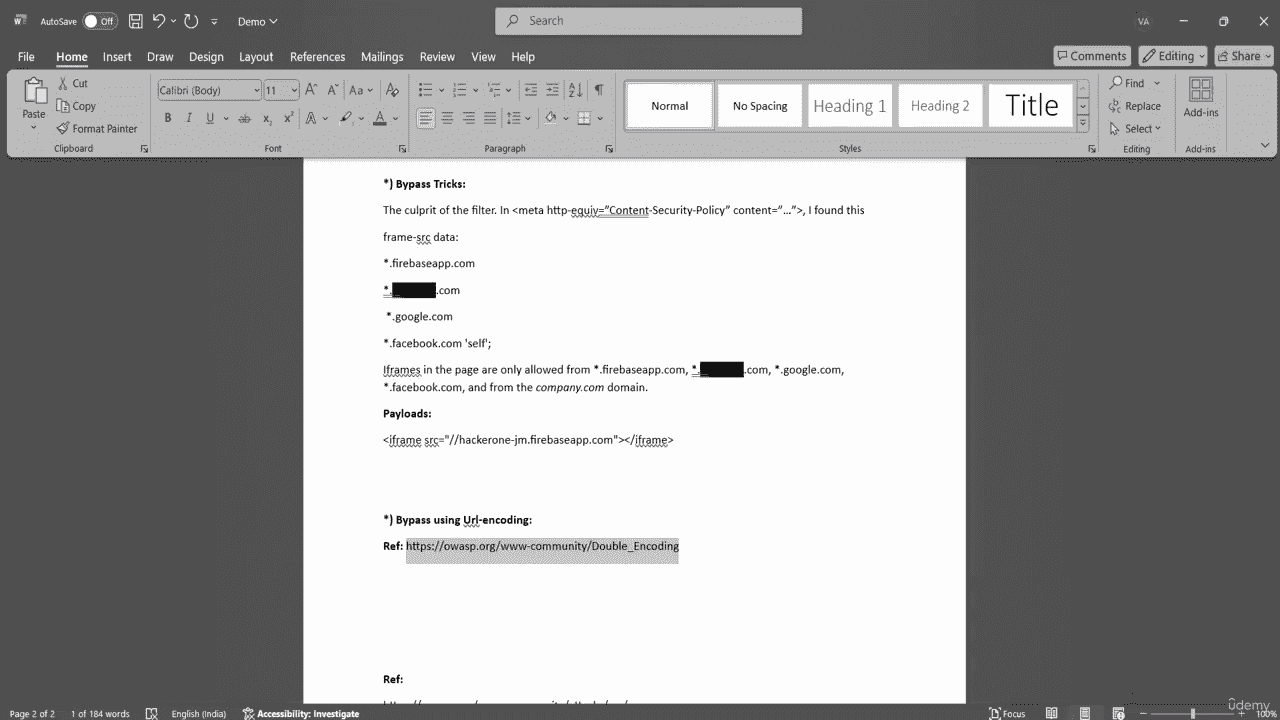 AutoSave Off Demo Search VA
File Home Insert Draw Design Layout References Mailings Review View Help Comments Editing Share
Paste Cut Copy Format Painter Clipboard
Calibri (Body) 11 Aa Font
Paragraph
Normal No Spacing Heading 1 Heading 2 Title Styles
Find Replace Select Editing
Add-ins Add-ins
*) Bypass Tricks:
The culprit of the filter. In <meta http-equiv=”Content-Security-Policy” content=”…”>, I found this
frame-src data:
*.firebaseapp.com
*. .com
*.google.com
*.facebook.com 'self';
Iframes in the page are only allowed from *.firebaseapp.com, *. .com, *.google.com,
*.facebook.com, and from the company.com domain.
Payloads:
<iframe src="//hackerone-jm.firebaseapp.com"></iframe>
*) Bypass using Url-encoding:
Ref: https://owasp.org/www-community/Double_Encoding
Ref:
Page 2 of 2 1 of 184 words English (India) Accessibility: Investigate Focus 100%
udemy